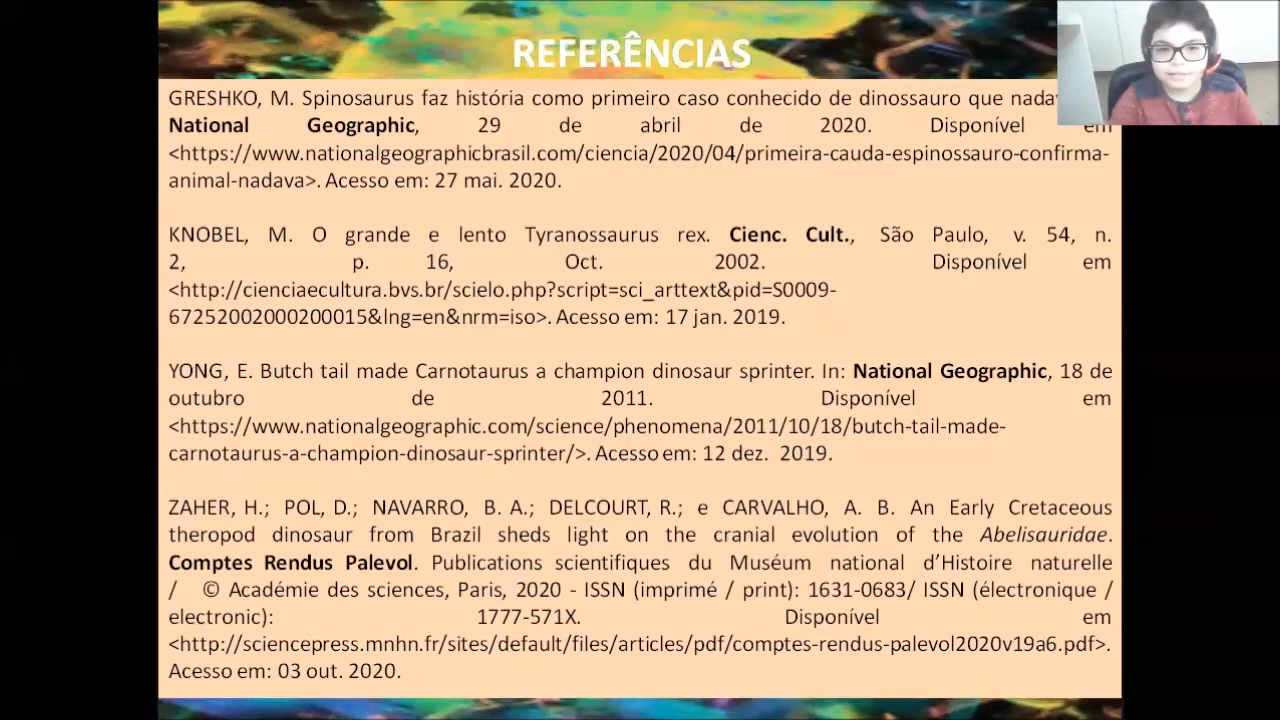 REFERÊNCIAS
GRESHKO, M. Spinosaurus faz história como primeiro caso conhecido de dinossauro que
National Geographic, 29 de abril de 2020. Disponível em
<https://www.nationalgeographicbrasil.com/ciencia/2020/04/primeira-cauda-espinossauro-confirma-
animal-nadava>. Acesso em: 27 mai. 2020.
KNOBEL, M. O grande e lento Tyranossaurus rex. Cienc. Cult., São Paulo, v. 54, n.
2, p. 16, Oct. 2002. Disponível em
<http://cienciaecultura.bvs.br/scielo.php?script=sci_arttext&pid=S0009-
67252002000200015&lng=en&nrm=iso>. Acesso em: 17 jan. 2019.
YONG, E. Butch tail made Carnotaurus a champion dinosaur sprinter. In: National Geographic, 18 de
outubro de 2011. Disponível em
<https://www.nationalgeographic.com/science/phenomena/2011/10/18/butch-tail-made-
carnotaurus-a-champion-dinosaur-sprinter/>. Acesso em: 12 dez. 2019.
ZAHER, H.; POL, D.; NAVARRO, B. A.; DELCOURT, R.; e CARVALHO, A. B. An Early Cretaceous
theropod dinosaur from Brazil sheds light on the cranial evolution of the Abelisauridae.
Comptes Rendus Palevol. Publications scientifiques du Muséum national d’Histoire naturelle
/ © Académie des sciences, Paris, 2020 - ISSN (imprimé / print): 1631-0683/ ISSN (électronique /
electronic): 1777-571X. Disponível em
<http://sciencepress.mnhn.fr/sites/default/files/articles/pdf/comptes-rendus-palevol2020v19a6.pdf>.
Acesso em: 03 out. 2020.